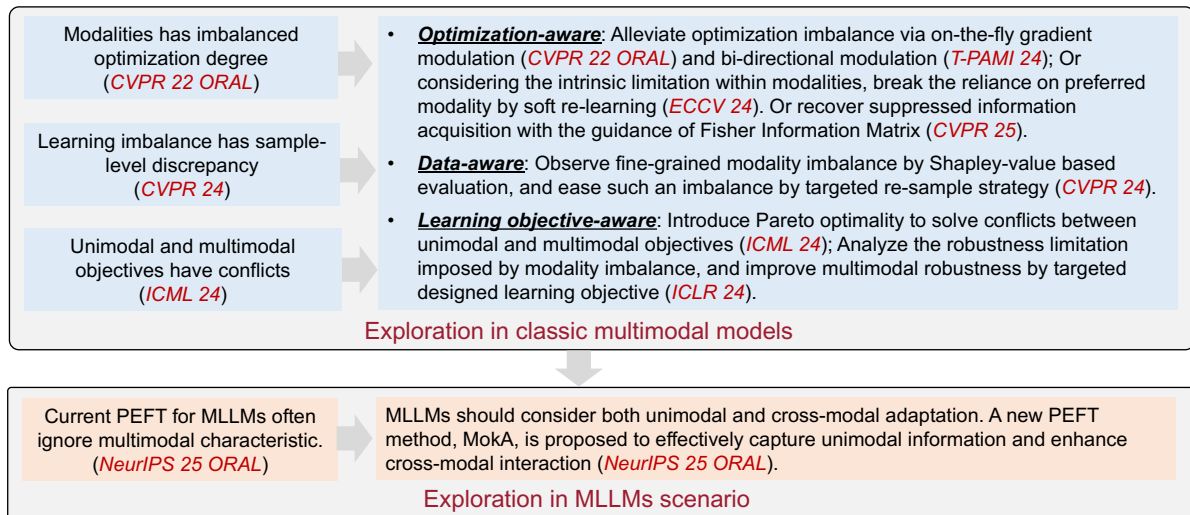 Modalities has imbalanced
optimization degree
(CVPR 22 ORAL)
Learning imbalance has sample-
level discrepancy
(CVPR 24)
Unimodal and multimodal
objectives have conflicts
(ICML 24)
• Optimization-aware: Alleviate optimization imbalance via on-the-fly gradient
modulation (CVPR 22 ORAL) and bi-directional modulation (T-PAMI 24); Or
considering the intrinsic limitation within modalities, break the reliance on preferred
modality by soft re-learning (ECCV 24). Or recover suppressed information
acquisition with the guidance of Fisher Information Matrix (CVPR 25).
• Data-aware: Observe fine-grained modality imbalance by Shapley-value based
evaluation, and ease such an imbalance by targeted re-sample strategy (CVPR 24).
• Learning objective-aware: Introduce Pareto optimality to solve conflicts between
unimodal and multimodal objectives (ICML 24); Analyze the robustness limitation
imposed by modality imbalance, and improve multimodal robustness by targeted
designed learning objective (ICLR 24).
Exploration in classic multimodal models
Current PEFT for MLLMs often
ignore multimodal characteristic.
(NeurIPS 25 ORAL)
MLLMs should consider both unimodal and cross-modal adaptation. A new PEFT
method, MokA, is proposed to effectively capture unimodal information and enhance
cross-modal interaction (NeurIPS 25 ORAL).
Exploration in MLLMs scenario